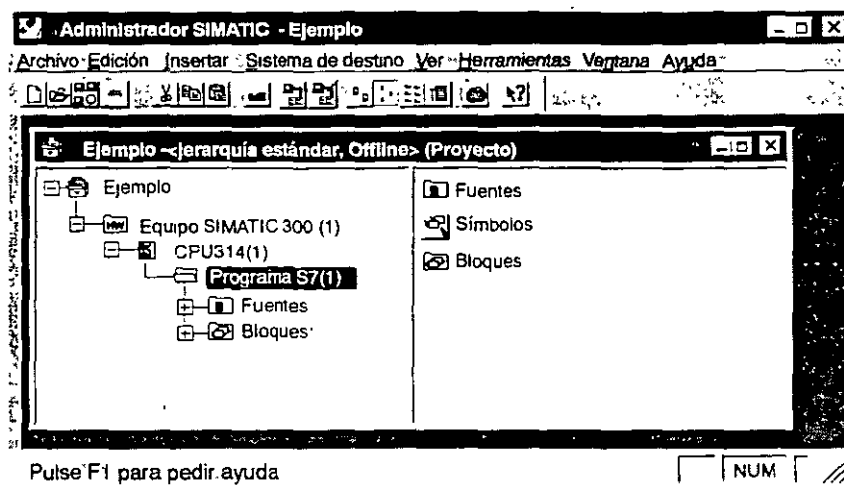 Administrador SIMATIC - Ejemplo
Archivo Edición Insertar Sistema de destino Ver Herramientas Ventana Ayuda
Ejemplo -<jerarquía estándar, Offline> (Proyecto)
Ejemplo
Equipo SIMATIC 300 (1)
CPU314(1)
Programa S7(1)
Fuentes
Bloques
Fuentes
Símbolos
Bloques
Pulse F1 para pedir ayuda
NUM